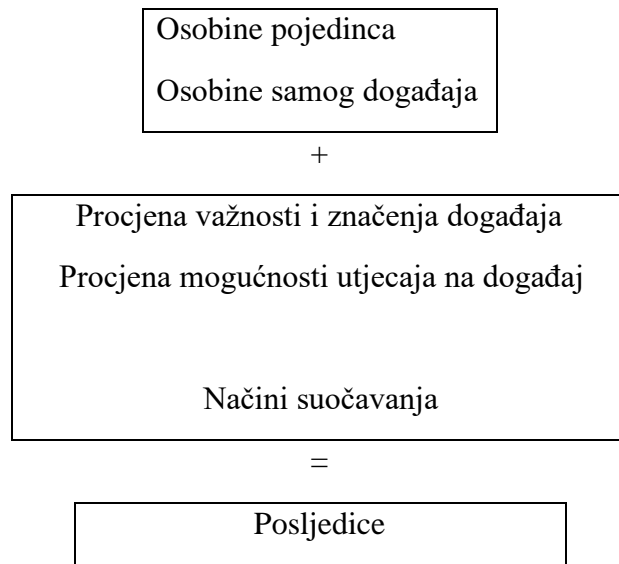 Osobine pojedinca
Osobine samog događaja
+
Procjena važnosti i značenja događaja
Procjena mogućnosti utjecaja na događaj
Načini suočavanja
=
Posljedice